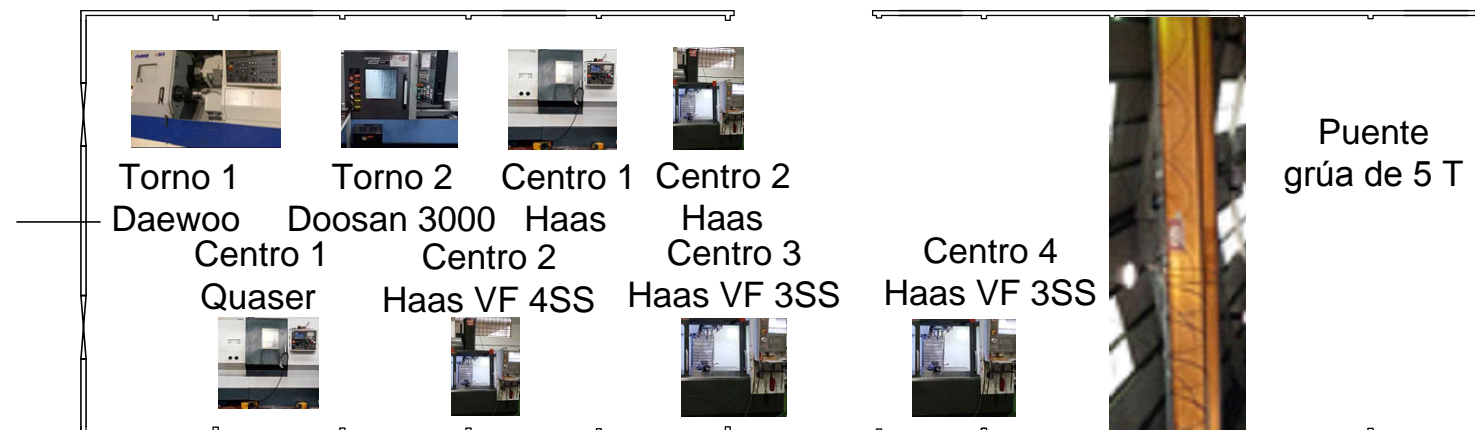 Torno 1
Daewoo
Torno 2
Doosan 3000
Centro 1
Haas
Centro 2
Haas
Puente
grúa de 5 T
Centro 1
Quaser
Centro 2
Haas VF 4SS
Centro 3
Haas VF 3SS
Centro 4
Haas VF 3SS